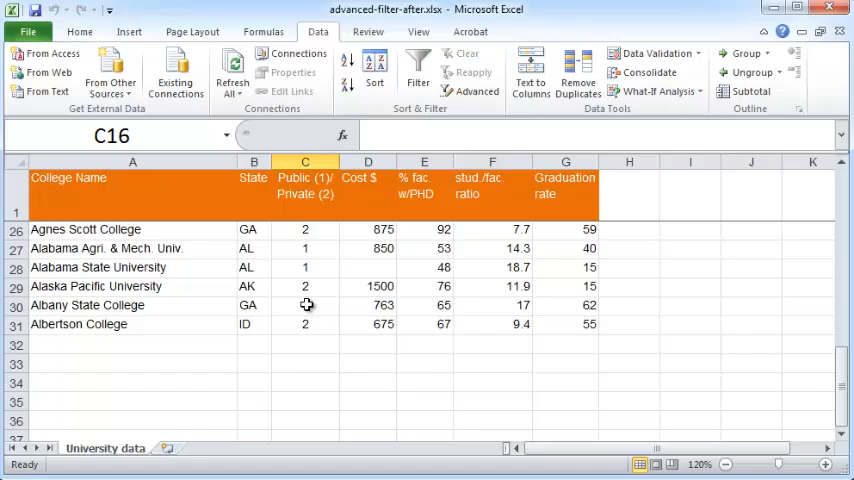 advanced-filter-after.xlsx - Microsoft Excel
File Home Insert Page Layout Formulas Data Review View Acrobat
From Access
From Web
From Text
From Other
Sources
Existing
Connections
Get External Data
Refresh
All
Connections
Properties
Edit Links
Connections
Sort
Filter
Clear
Reapply
Advanced
Sort & Filter
Text to
Columns
Remove
Duplicates
Data Validation
Consolidate
What-If Analysis
Data Tools
Group
Ungroup
Subtotal
Outline
C16 fx
A B C D E F G H I J K
1 College Name State Public (1)/ Private (2) Cost $ % fac. w/PHD stud./fac. ratio Graduation rate
26 Agnes Scott College GA 2 875 92 7.7 59
27 Alabama Agri. & Mech. Univ. AL 1 850 53 14.3 40
28 Alabama State University AL 1 48 18.7 15
29 Alaska Pacific University AK 2 1500 76 11.9 15
30 Albany State College GA 763 65 17 62
31 Albertson College ID 2 675 67 9.4 55
32
33
34
35
36
37
University data
Ready 120%